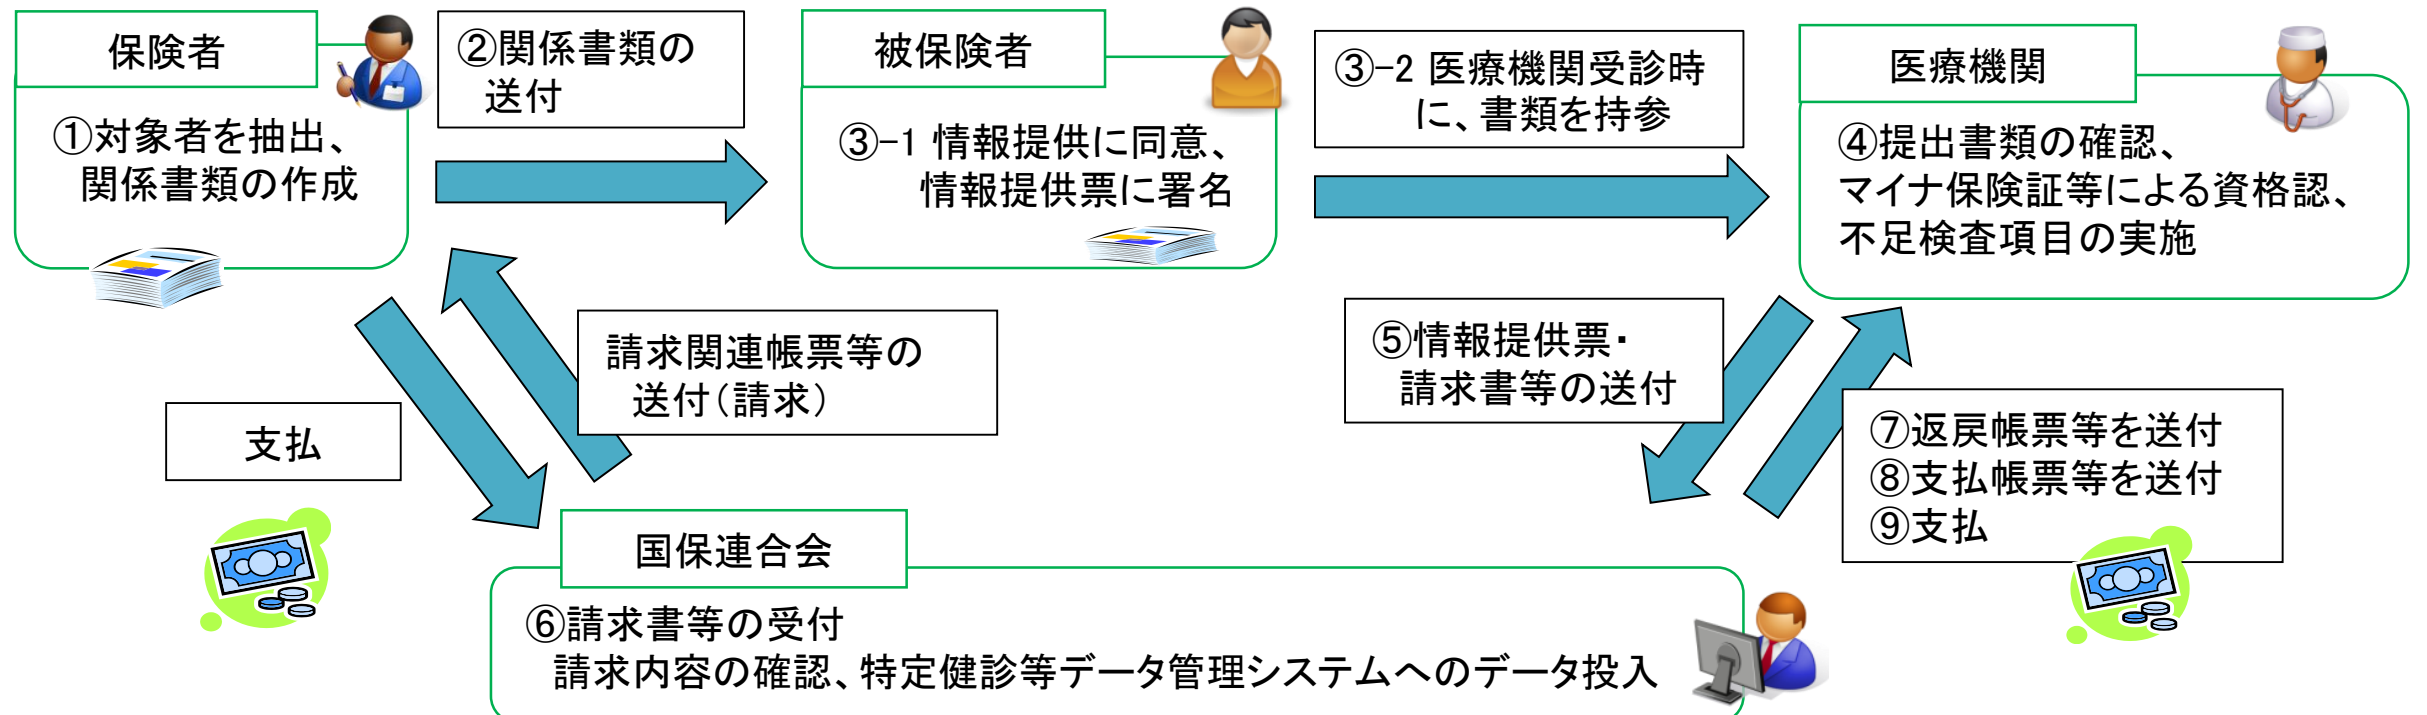 保険者
①対象者を抽出、
関係書類の作成
②関係書類の
送付
被保険者
③-1 情報提供に同意、
情報提供票に署名
③-2 医療機関受診時
に、書類を持参
医療機関
④提出書類の確認、
マイナ保険証等による資格認、
不足検査項目の実施
請求関連帳票等の
送付(請求)
支払
⑤情報提供票・
請求書等の送付
⑦返戻帳票等を送付
⑧支払帳票等を送付
⑨支払
国保連合会
⑥請求書等の受付
請求内容の確認、特定健診等データ管理システムへのデータ投入